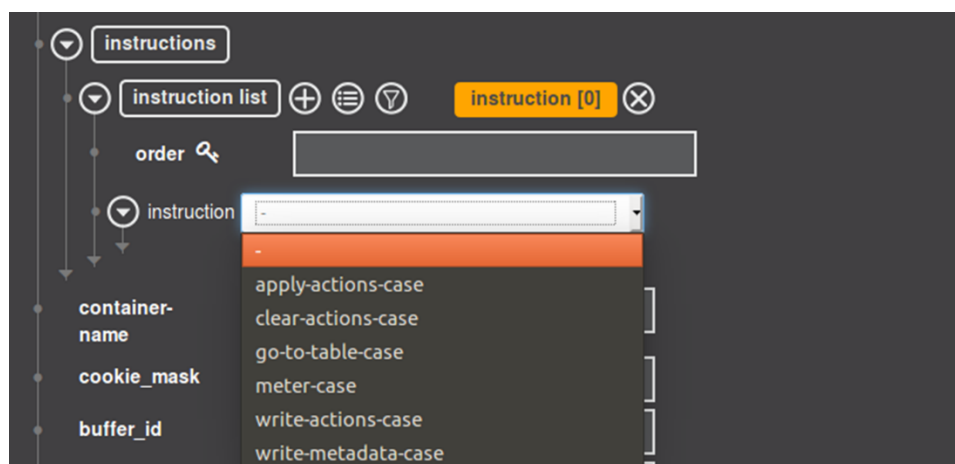 instructions
instruction list
instruction [0]
order
instruction
-
-
apply-actions-case
clear-actions-case
go-to-table-case
meter-case
write-actions-case
write-metadata-case
container-
name
cookie_mask
buffer_id